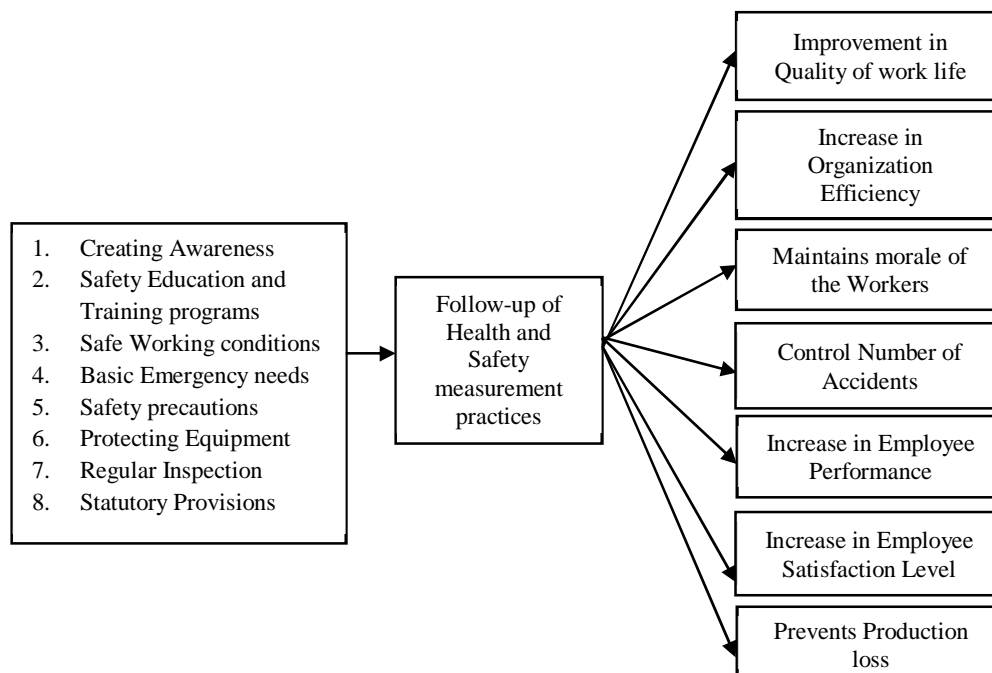 1. Creating Awareness
2. Safety Education and
Training programs
3. Safe Working conditions
4. Basic Emergency needs
5. Safety precautions
6. Protecting Equipment
7. Regular Inspection
8. Statutory Provisions
Follow-up of
Health and
Safety
measurement
practices
Improvement in
Quality of work life
Increase in
Organization
Efficiency
Maintains morale of
the Workers
Control Number of
Accidents
Increase in Employee
Performance
Increase in Employee
Satisfaction Level
Prevents Production
loss